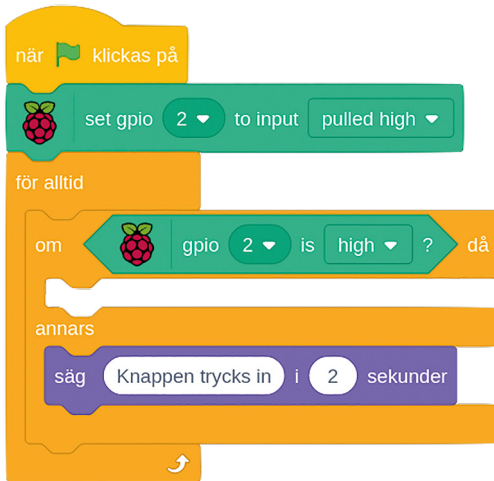 när klickas på
set gpio 2 to input pulled high
för alltid
om gpio 2 is high ? då
annars
säg Knappen trycks in i 2 sekunder